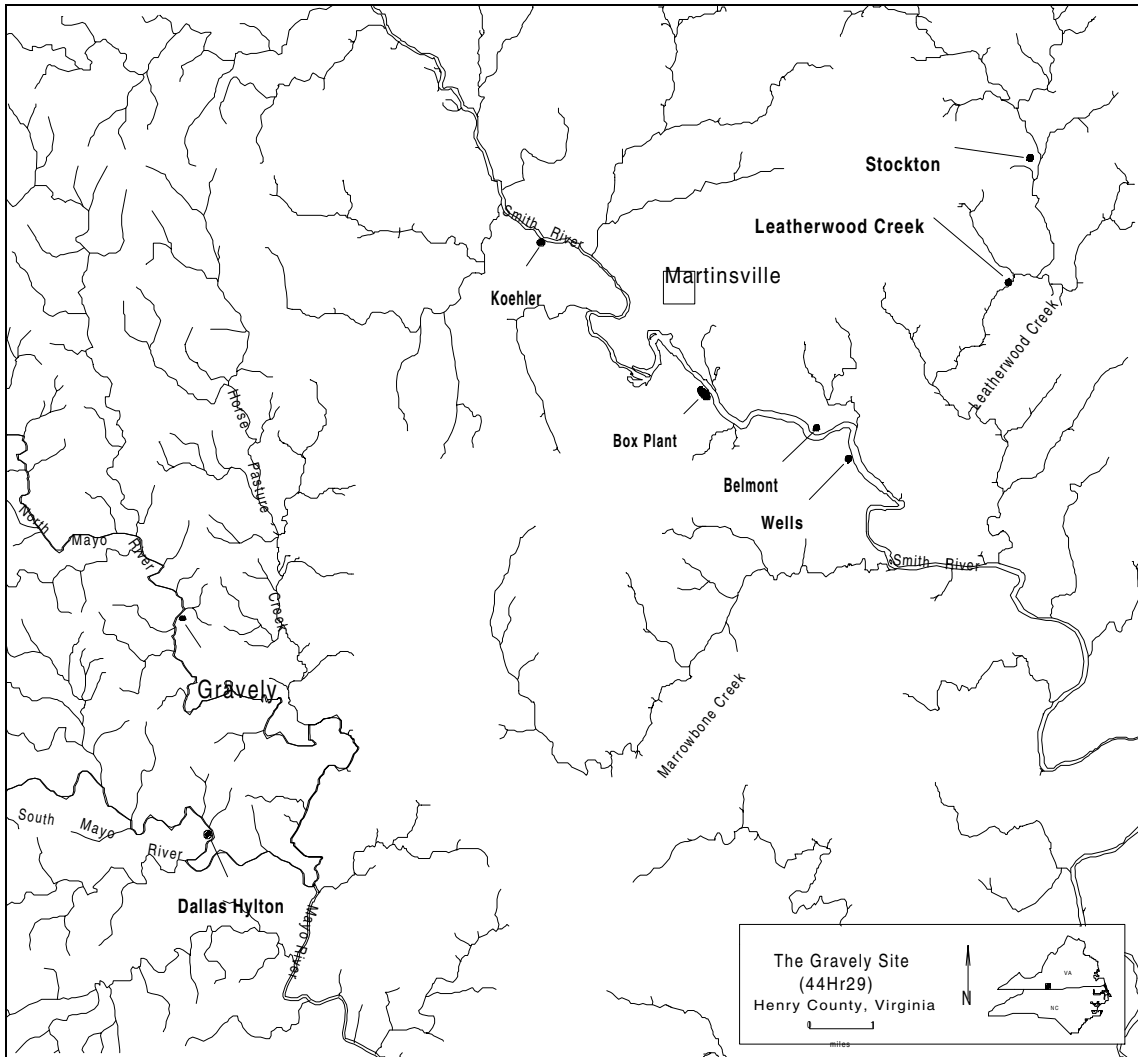 Stockton
Smith River
Leatherwood Creek
Martinsville
Koehler
Leatherwood Creek
Horse Pasture Creek
Box Plant
Belmont
Wells
North Mayo River
Smith River
Gravely
Marrowbone Creek
South Mayo River
Dallas Hylton
Mayo River
The Gravely Site
(44Hr29)
Henry County, Virginia
miles
N
VA
NC